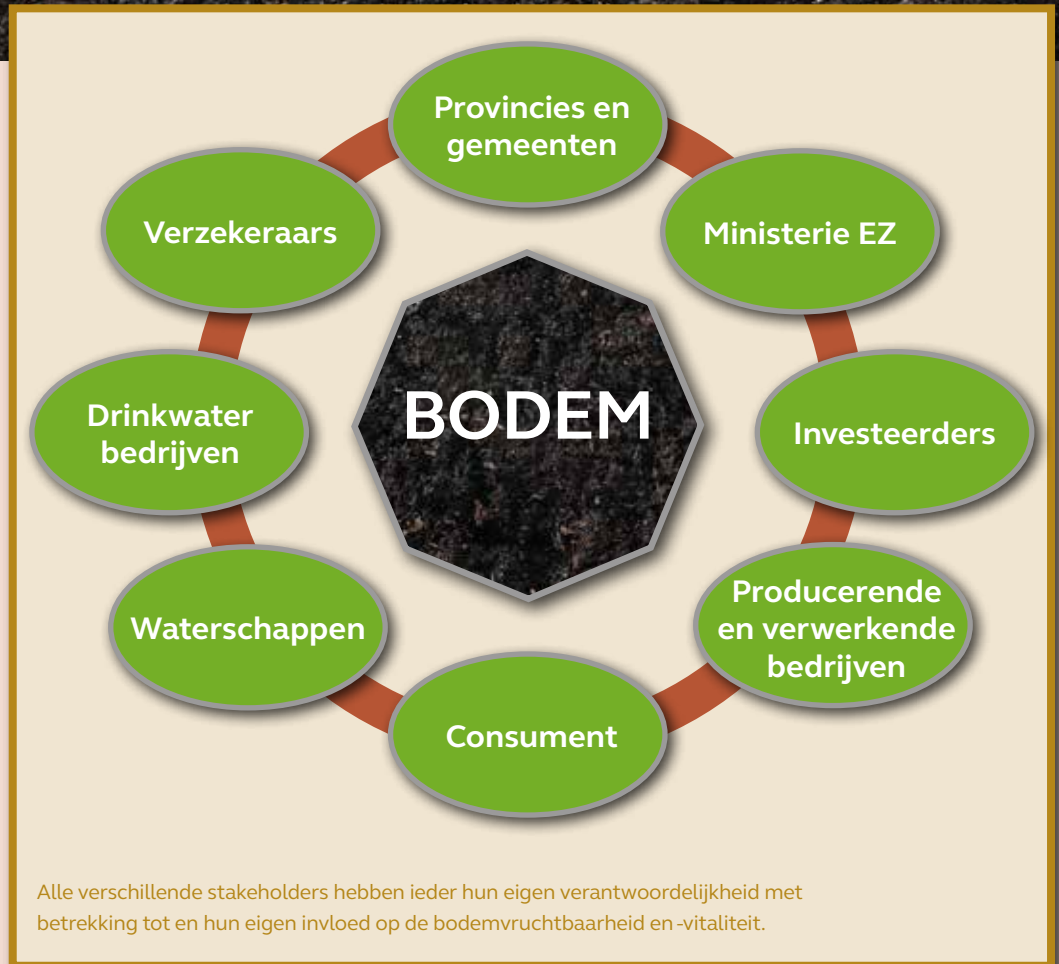 Provincies en
gemeenten
Verzekeraars
Ministerie EZ
BODEM
Drinkwater
bedrijven
Investeerders
Waterschappen
Producerende
en verwerkende
bedrijven
Consument
Alle verschillende stakeholders hebben ieder hun eigen verantwoordelijkheid met
betrekking tot en hun eigen invloed op de bodemvruchtbaarheid en -vitaliteit.